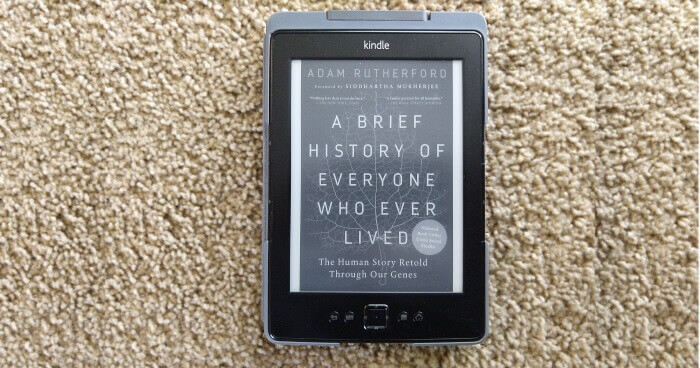 kindle
ADAM RUTHERFORD
Foreword by SIDDHARTHA MUKHERJEE
A BRIEF
HISTORY OF
EVERYONE
WHO EVER
LIVED
The Human Story Retold
Through Our Genes